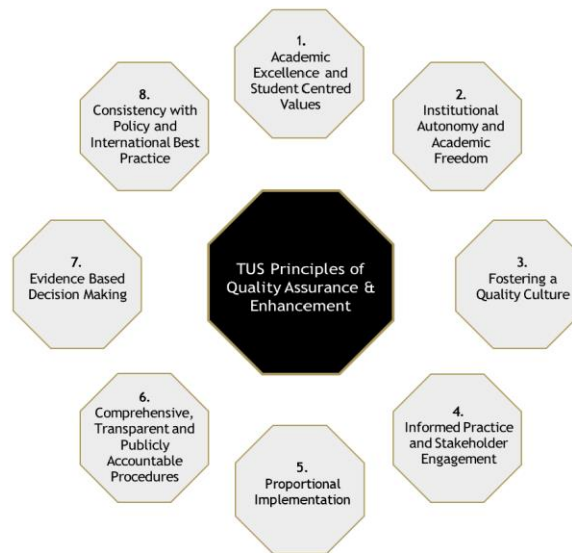 1.
Academic
Excellence and
Student Centred
Values
2.
Institutional
Autonomy and
Academic
Freedom
3.
Fostering a
Quality Culture
4.
Informed Practice
and Stakeholder
Engagement
5.
Proportional
Implementation
6.
Comprehensive,
Transparent and
Publicly
Accountable
Procedures
7.
Evidence Based
Decision Making
8.
Consistency with
Policy and
International Best
Practice
TUS Principles of
Quality Assurance &
Enhancement